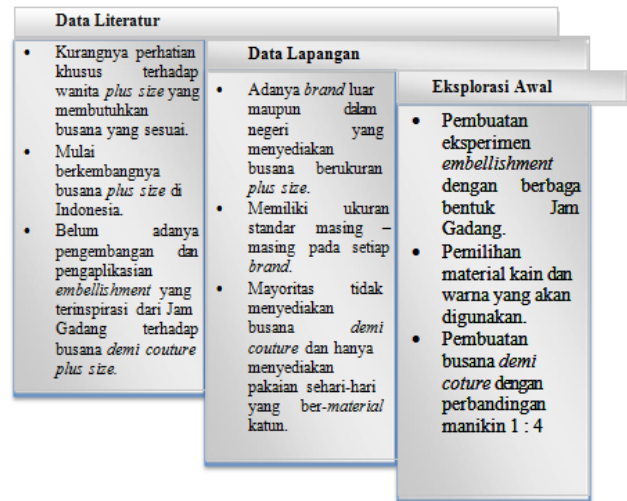 Data Literatur
• Kurangnya perhatian
khusus terhadap
wanita plus size yang
membutuhkan
busana yang sesuai.
• Mulai
berkembangnya
busana plus size di
Indonesia.
• Belum adanya
pengembangan dan
pengaplikasian
embellishment yang
terinspirasi dari Jam
Gadang terhadap
busana demi couture
plus size.
Data Lapangan
• Adanya brand luar
maupun dalam
negeri yang
menyediakan
busana berukuran
plus size.
• Memiliki ukuran
standar masing –
masing pada setiap
brand.
• Mayoritas tidak
menyediakan
busana demi
couture dan hanya
menyediakan
pakaian sehari-hari
yang ber-material
katun.
Eksplorasi Awal
• Pembuatan
eksperimen
embellishment
dengan berbaga
bentuk Jam
Gadang.
• Pemilihan
material kain dan
warna yang akan
digunakan.
• Pembuatan
busana demi
coture dengan
perbandingan
manikin 1 : 4